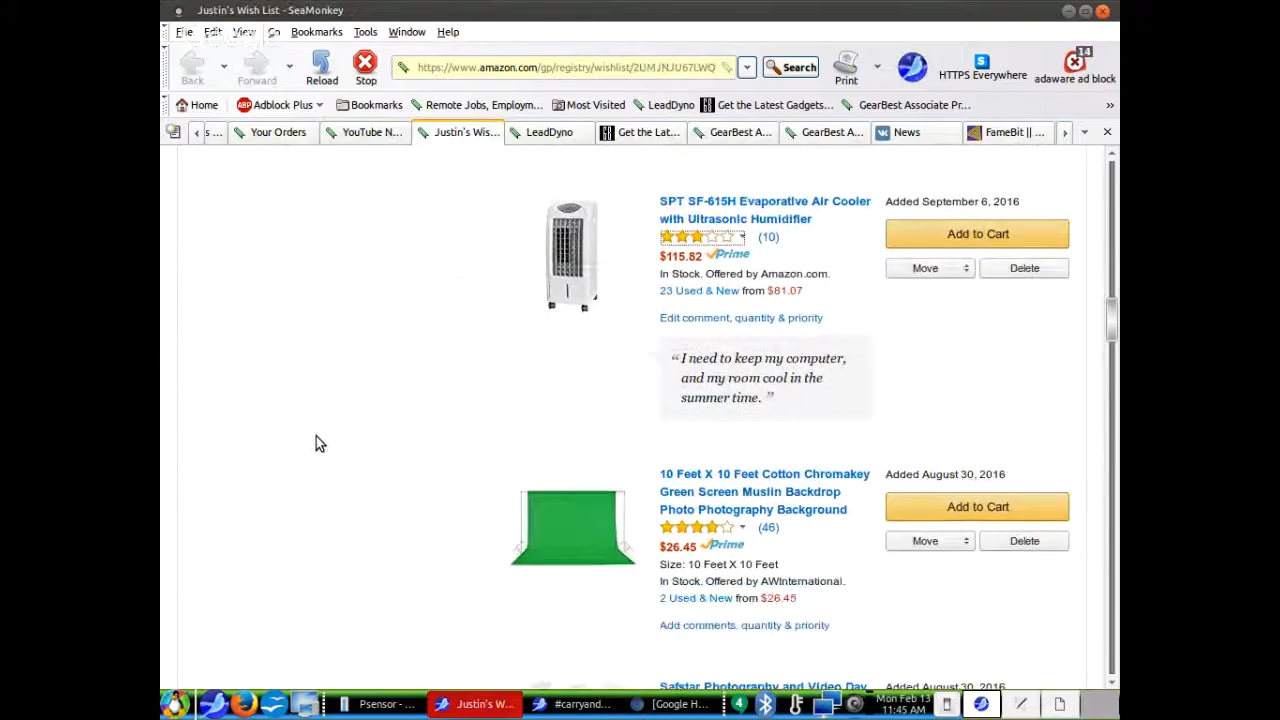 Justin's Wish List - SeaMonkey
File Edit View Go Bookmarks Tools Window Help
Back Forward Reload Stop https://www.amazon.com/gp/registry/wishlist/2UMJNJU67LWQ Search Print HTTPS Everywhere 14 adaware ad block
Home ABP Adblock Plus Bookmarks Remote Jobs, Employm... Most Visited LeadDyno Get the Latest Gadgets... GearBest Associate Pr... »
s ... Your Orders YouTube N... Justin's Wis... LeadDyno Get the Lat... GearBest A... GearBest A... News FameBit || ...
SPT SF-615H Evaporative Air Cooler
with Ultrasonic Humidifier
(10)
$115.82 Prime
In Stock. Offered by Amazon.com.
23 Used & New from $81.07
Edit comment, quantity & priority
“ I need to keep my computer,
and my room cool in the
summer time. ”
Added September 6, 2016
Add to Cart
Move Delete
10 Feet X 10 Feet Cotton Chromakey
Green Screen Muslin Backdrop
Photo Photography Background
(46)
$26.45 Prime
Size: 10 Feet X 10 Feet
In Stock. Offered by AWInternational.
2 Used & New from $26.45
Add comments, quantity & priority
Added August 30, 2016
Add to Cart
Move Delete
Safstar Photography and Video Day
Added August 30, 2016
Psensor - ... Justin's W... #carryand... [Google H... 4 Mon Feb 13
11:45 AM